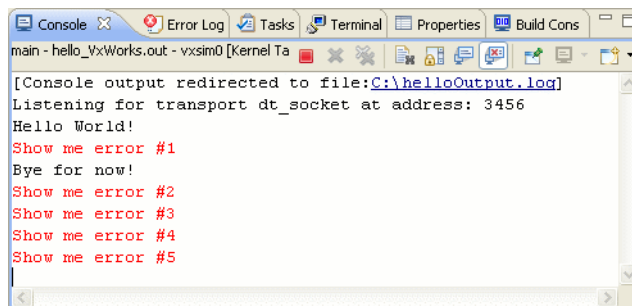 Console Error Log Tasks Terminal Properties Build Cons
main - hello_VxWorks.out - vxsim0 [Kernel Ta
[Console output redirected to file:C:\helloOutput.log]
Listening for transport dt_socket at address: 3456
Hello World!
Show me error #1
Bye for now!
Show me error #2
Show me error #3
Show me error #4
Show me error #5